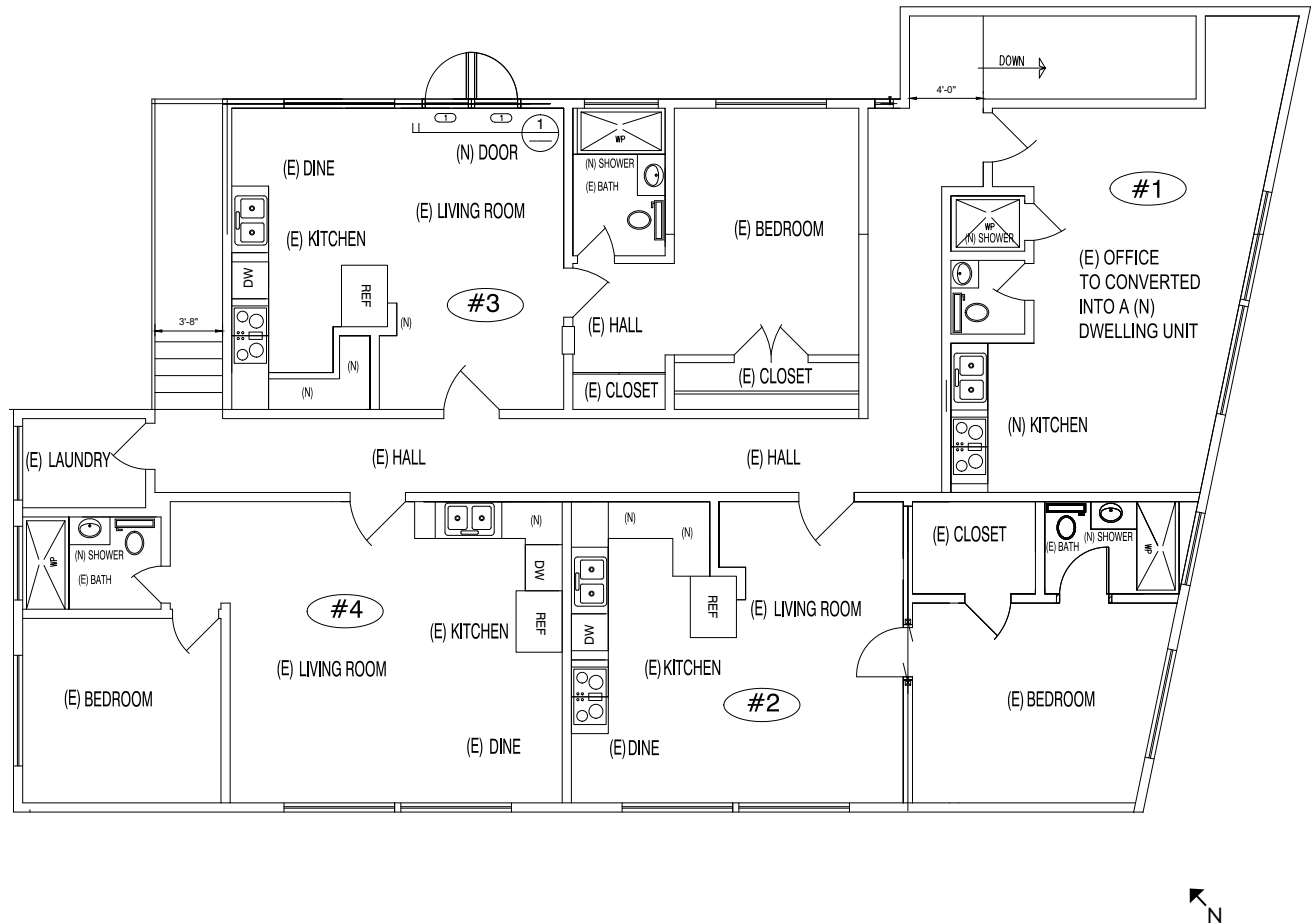 DOWN
4'-0"
1
1
1
(N) DOOR
(E) DINE
WP
(N) SHOWER
(E) BATH
#1
(E) LIVING ROOM
(E) BEDROOM
(E) KITCHEN
WP
(N) SHOWER
(E) OFFICE
TO CONVERTED
INTO A (N)
DWELLING UNIT
DW
REF
#3
3'-8"
(N)
(E) HALL
(N)
(N)
(E) CLOSET
(E) CLOSET
(N) KITCHEN
(E) LAUNDRY
(E) HALL
(E) HALL
(N)
(N)
(N)
(E) CLOSET
(E) BATH
(N) SHOWER
WP
WP
(N) SHOWER
(E) BATH
DW
#4
REF
(E) KITCHEN
DW
REF
(E) LIVING ROOM
(E) LIVING ROOM
(E) KITCHEN
(E) BEDROOM
#2
(E) BEDROOM
(E) DINE
(E) DINE
N